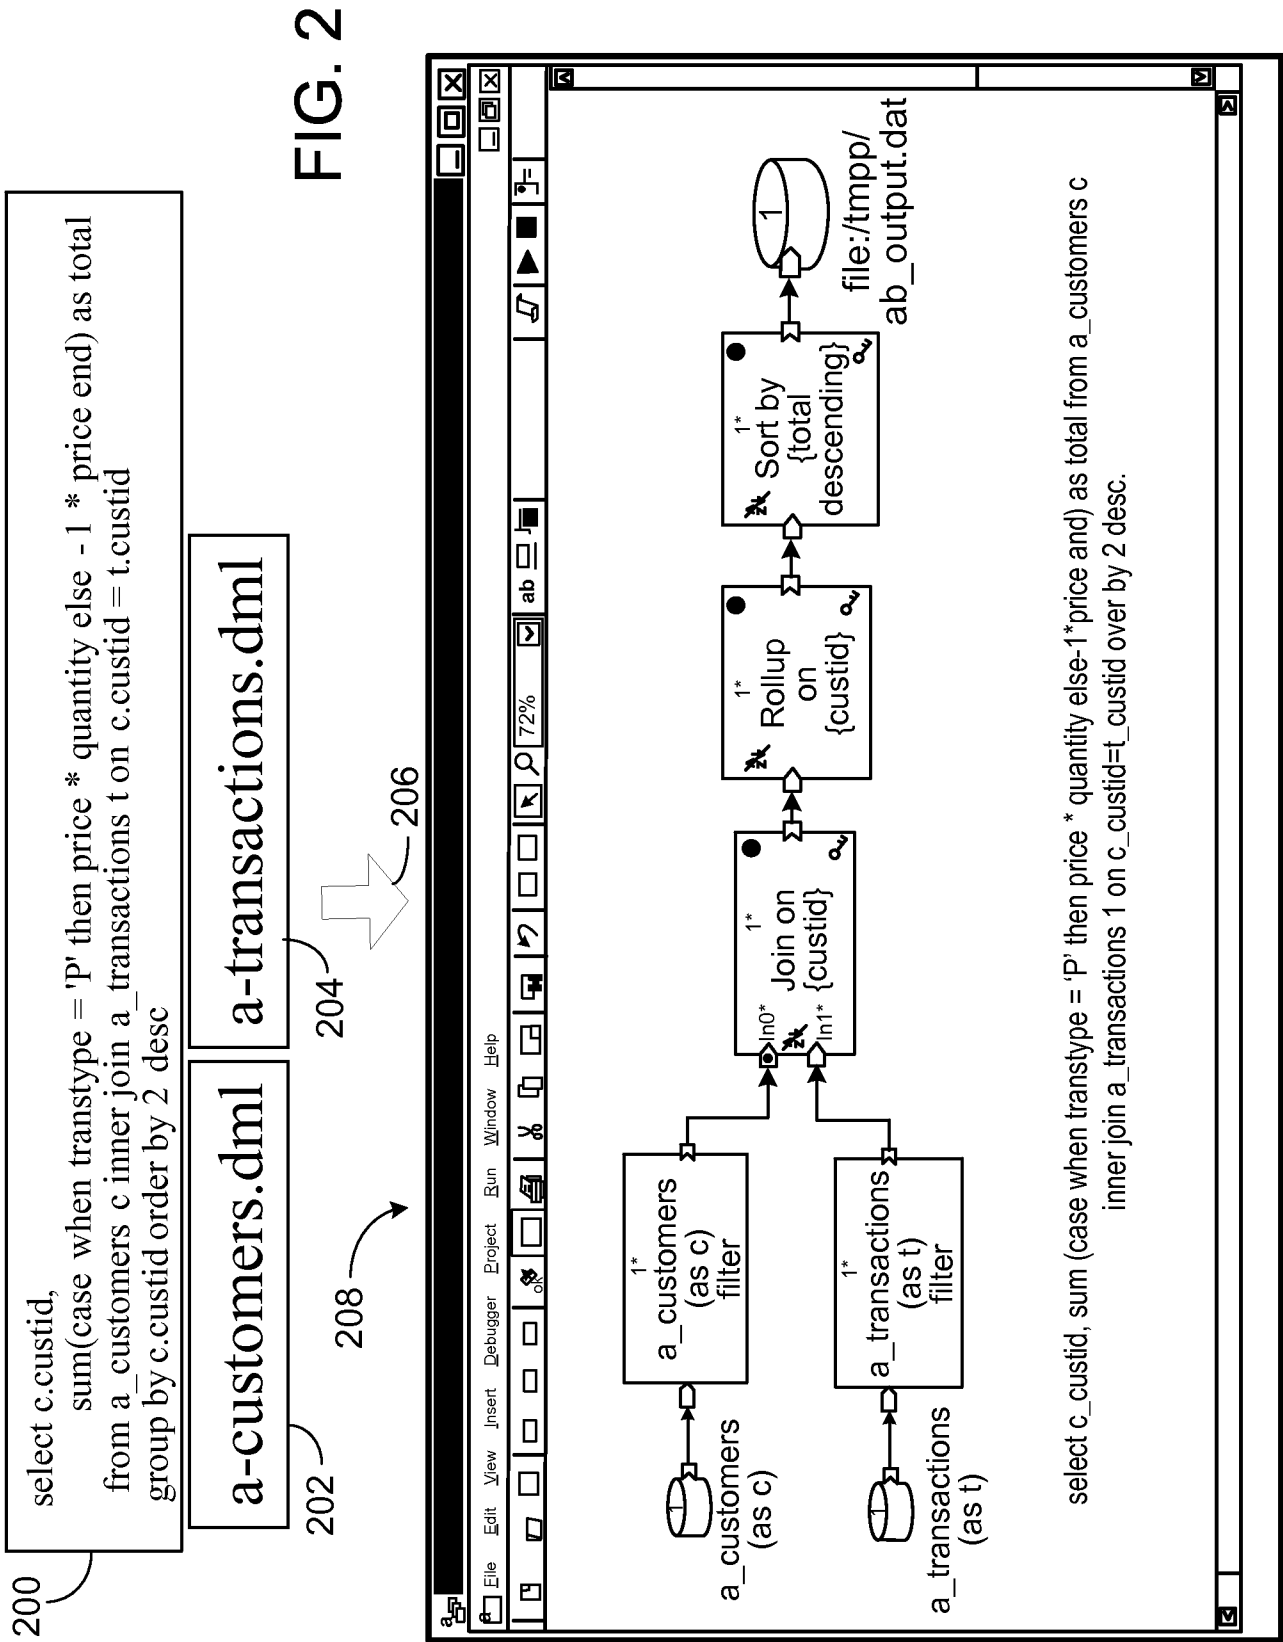 FIG. 2
200
select c.custid,
sum(case when transtype = 'P' then price * quantity else - 1 * price end) as total
from a_customers c inner join a_transactions t on c.custid = t.custid
group by c.custid order by 2 desc
a-customers.dml
a-transactions.dml
202
204
206
208
a
a
File Edit View Insert Debugger Project Run Window Help
ok
72%
ab
1
a_customers
(as c)
1*
a_customers
(as c)
filter
1
a_transactions
(as t)
1*
a_transactions
(as t)
filter
In0*
In1*
1*
Join on
{custid}
1*
Rollup
on
{custid}
1*
Sort by
{total
descending}
1
file:/tmpp/
ab_output.dat
select c_custid, sum (case when transtype = ‘P’ then price * quantity else-1*price and) as total from a_customers c
inner join a_transactions 1 on c_custid=t_custid over by 2 desc.